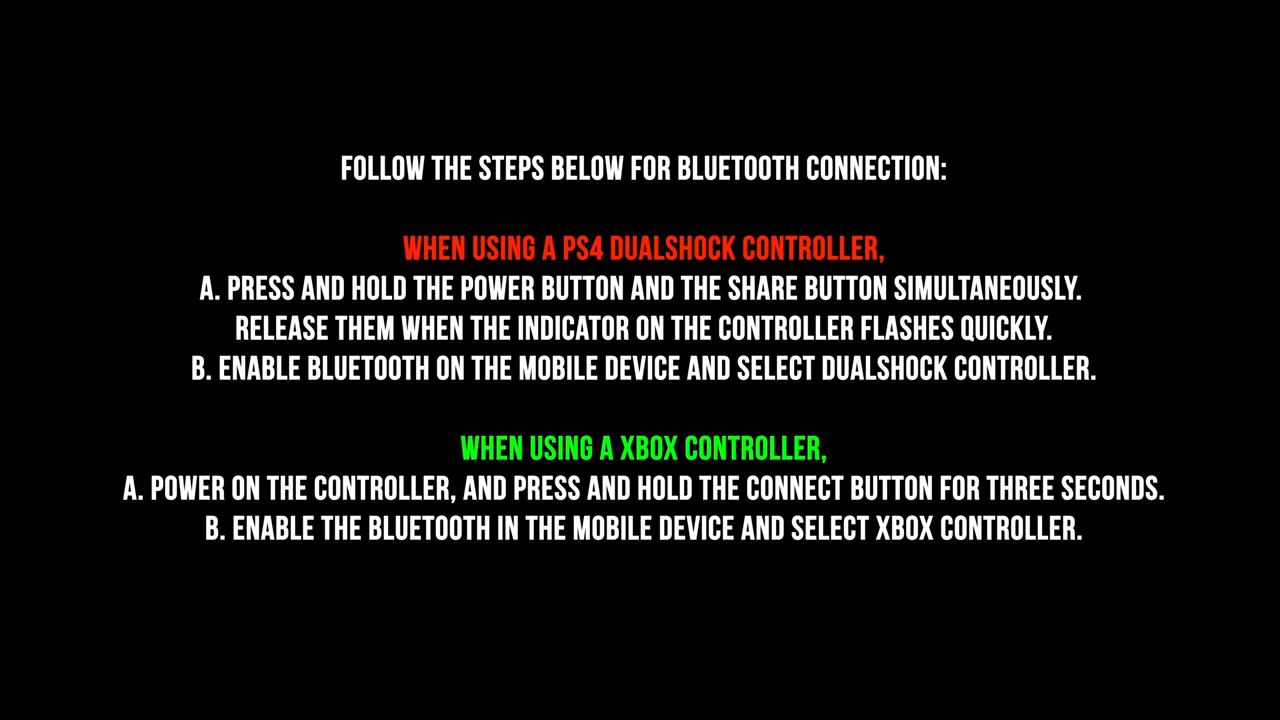 FOLLOW THE STEPS BELOW FOR BLUETOOTH CONNECTION:
WHEN USING A PS4 DUALSHOCK CONTROLLER,
A. PRESS AND HOLD THE POWER BUTTON AND THE SHARE BUTTON SIMULTANEOUSLY.
RELEASE THEM WHEN THE INDICATOR ON THE CONTROLLER FLASHES QUICKLY.
B. ENABLE BLUETOOTH ON THE MOBILE DEVICE AND SELECT DUALSHOCK CONTROLLER.
WHEN USING A XBOX CONTROLLER,
A. POWER ON THE CONTROLLER, AND PRESS AND HOLD THE CONNECT BUTTON FOR THREE SECONDS.
B. ENABLE THE BLUETOOTH IN THE MOBILE DEVICE AND SELECT XBOX CONTROLLER.